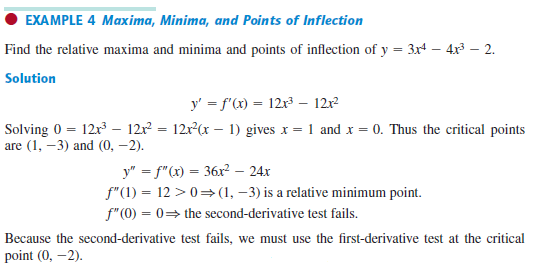 ● EXAMPLE 4 Maxima, Minima, and Points of Inflection
Find the relative maxima and minima and points of inflection of y = 3x⁴ − 4x³ − 2.
Solution
y′ = f′(x) = 12x³ − 12x²
Solving 0 = 12x³ − 12x² = 12x²(x − 1) gives x = 1 and x = 0. Thus the critical points
are (1, −3) and (0, −2).
y″ = f″(x) = 36x² − 24x
f″(1) = 12 > 0 ⇒ (1, −3) is a relative minimum point.
f″(0) = 0 ⇒ the second-derivative test fails.
Because the second-derivative test fails, we must use the first-derivative test at the critical
point (0, −2).